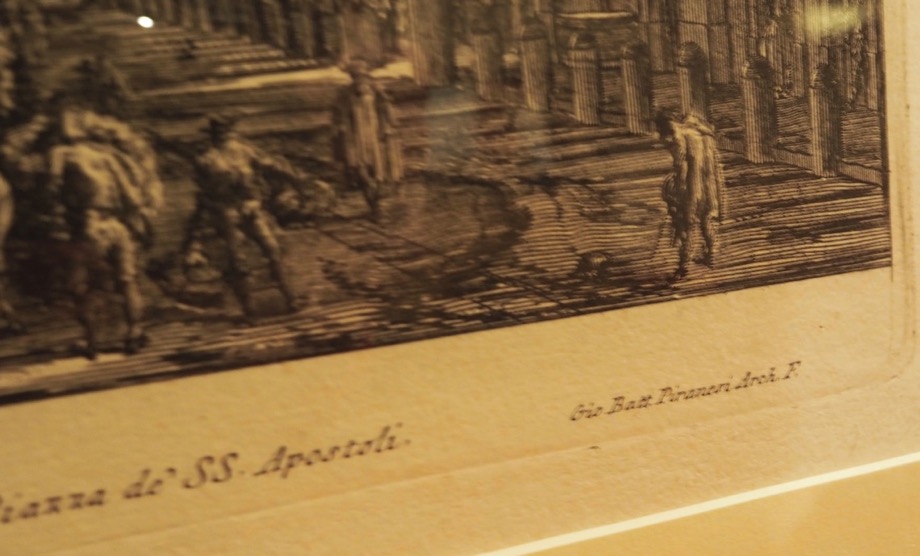 Piazza de' SS. Apostoli.
Gio Batt. Piranesi Arch. F.